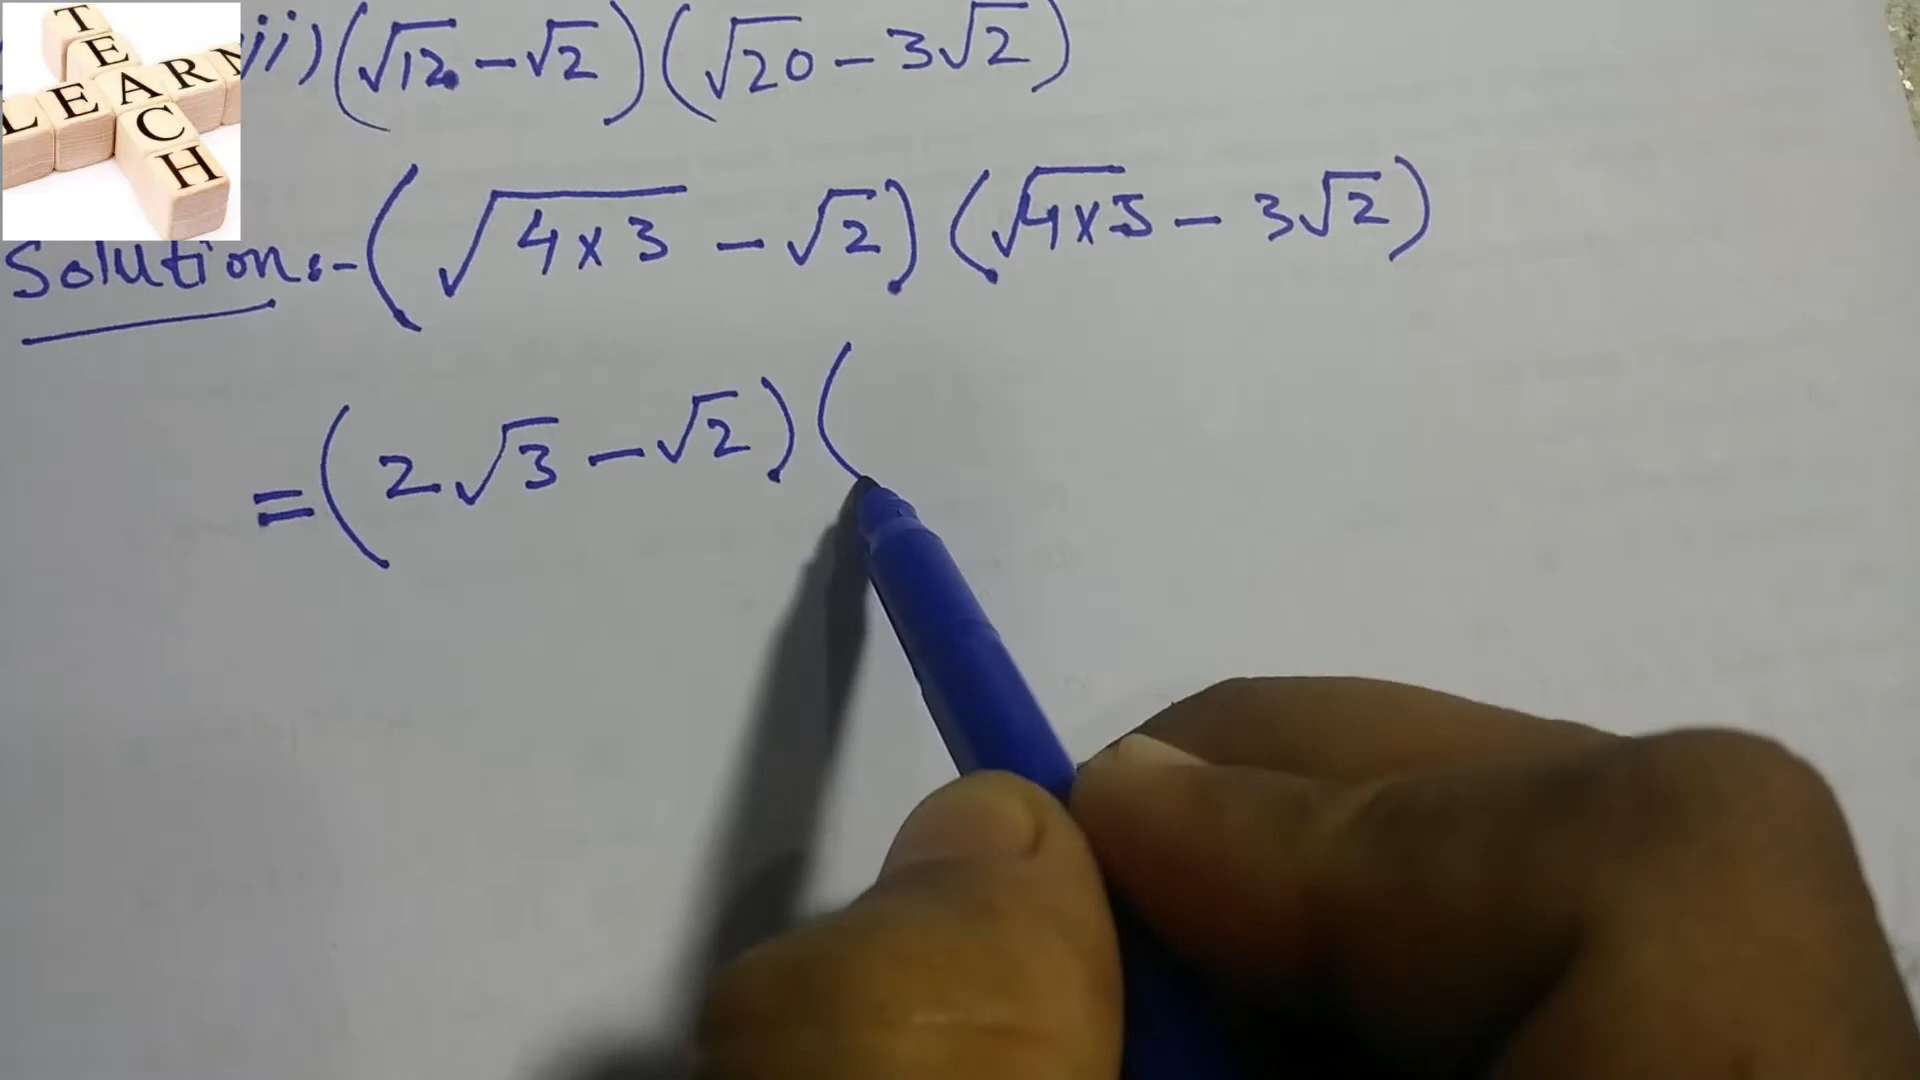 TEACH
LEARN
ii) (√12 - √2) (√20 - 3√2)
Solution:- (√4×3 - √2) (√4×5 - 3√2)
= (2√3 - √2) (